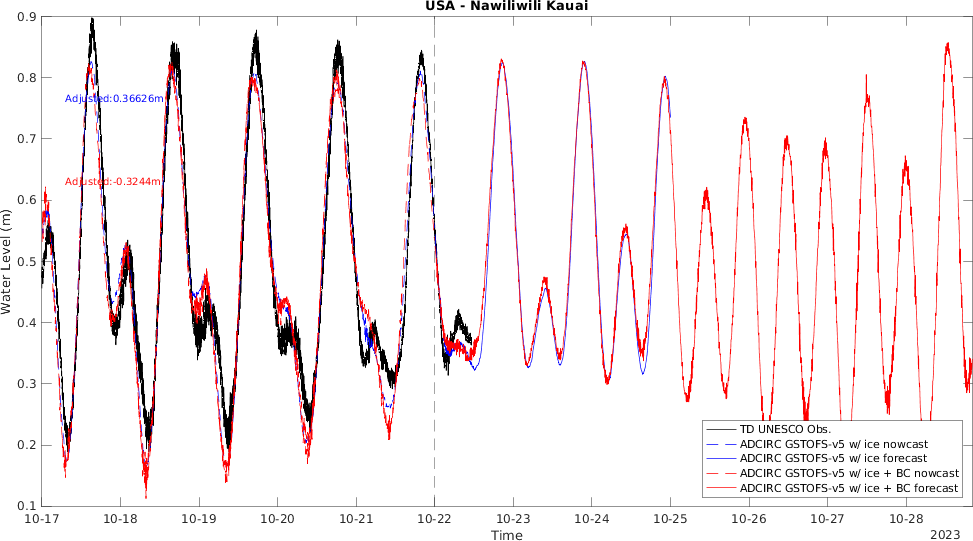 USA - Nawiliwili Kauai
0.9
0.8
0.7
0.6
0.5
0.4
0.3
0.2
0.1
Water Level (m)
Adjusted:0.36626m
Adjusted:-0.3244m
TD UNESCO Obs.
ADCIRC GSTOFS-v5 w/ ice nowcast
ADCIRC GSTOFS-v5 w/ ice forecast
ADCIRC GSTOFS-v5 w/ ice + BC nowcast
ADCIRC GSTOFS-v5 w/ ice + BC forecast
10-17 10-18 10-19 10-20 10-21 10-22 10-23 10-24 10-25 10-26 10-27 10-28
Time
2023